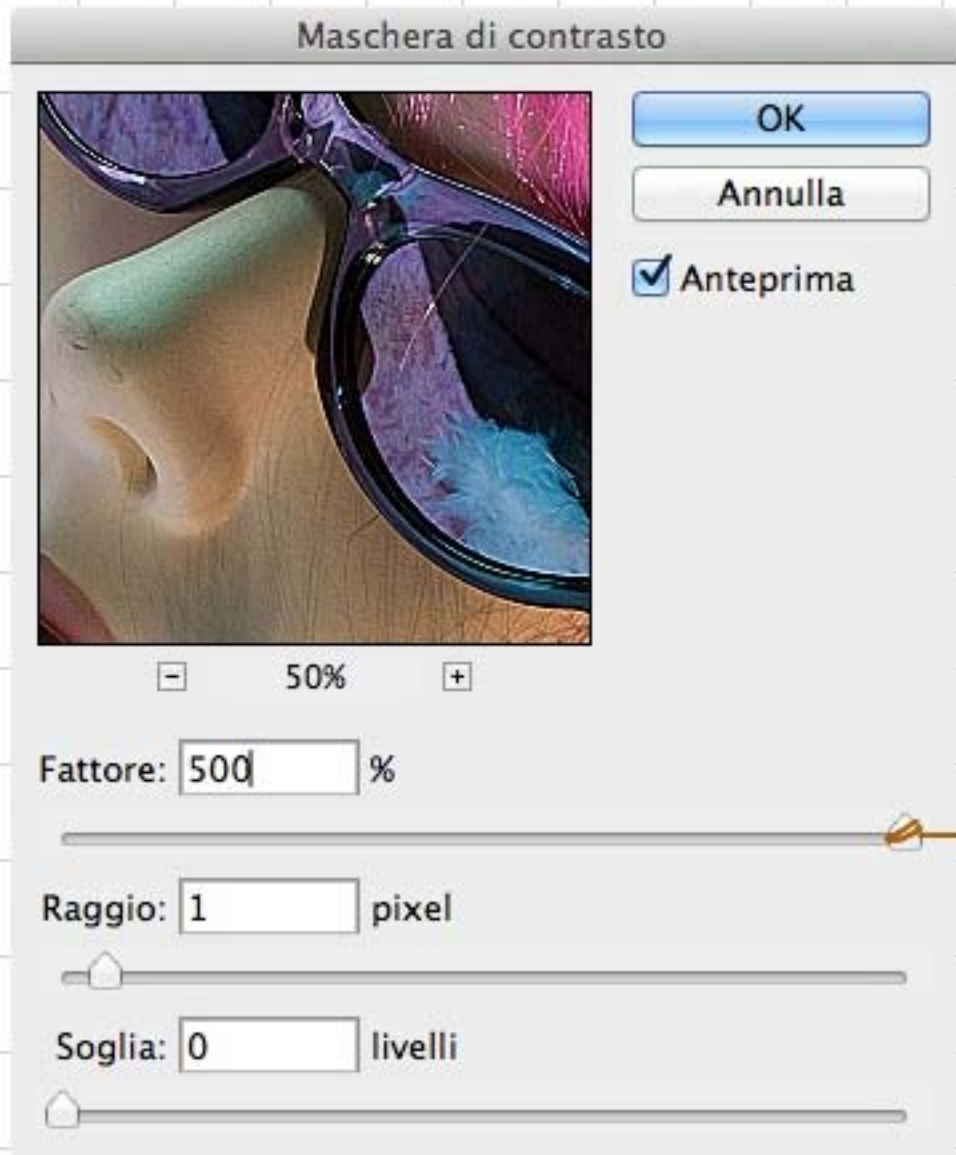 Maschera di contrasto
OK
Annulla
Anteprima
50%
Fattore: 500 %
Raggio: 1 pixel
Soglia: 0 livelli